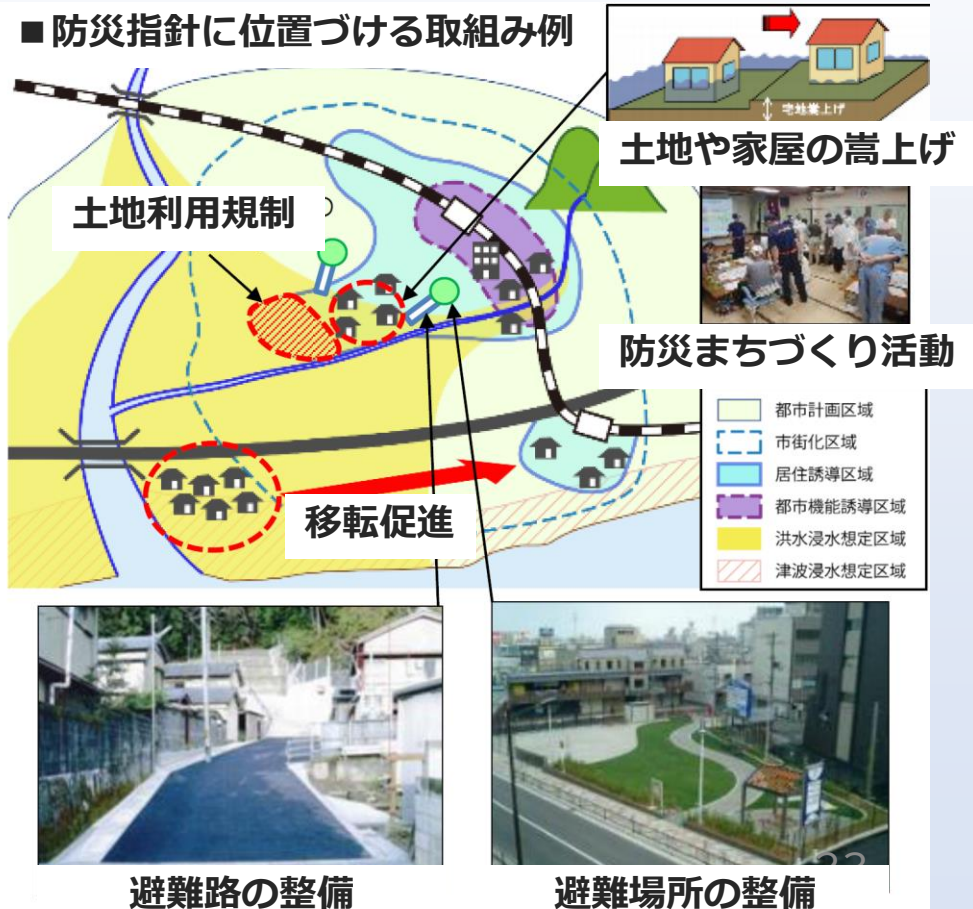 ■防災指針に位置づける取組み例
宅地嵩上げ
土地や家屋の嵩上げ
土地利用規制
防災まちづくり活動
都市計画区域
市街化区域
居住誘導区域
都市機能誘導区域
洪水浸水想定区域
津波浸水想定区域
移転促進
避難路の整備
避難場所の整備